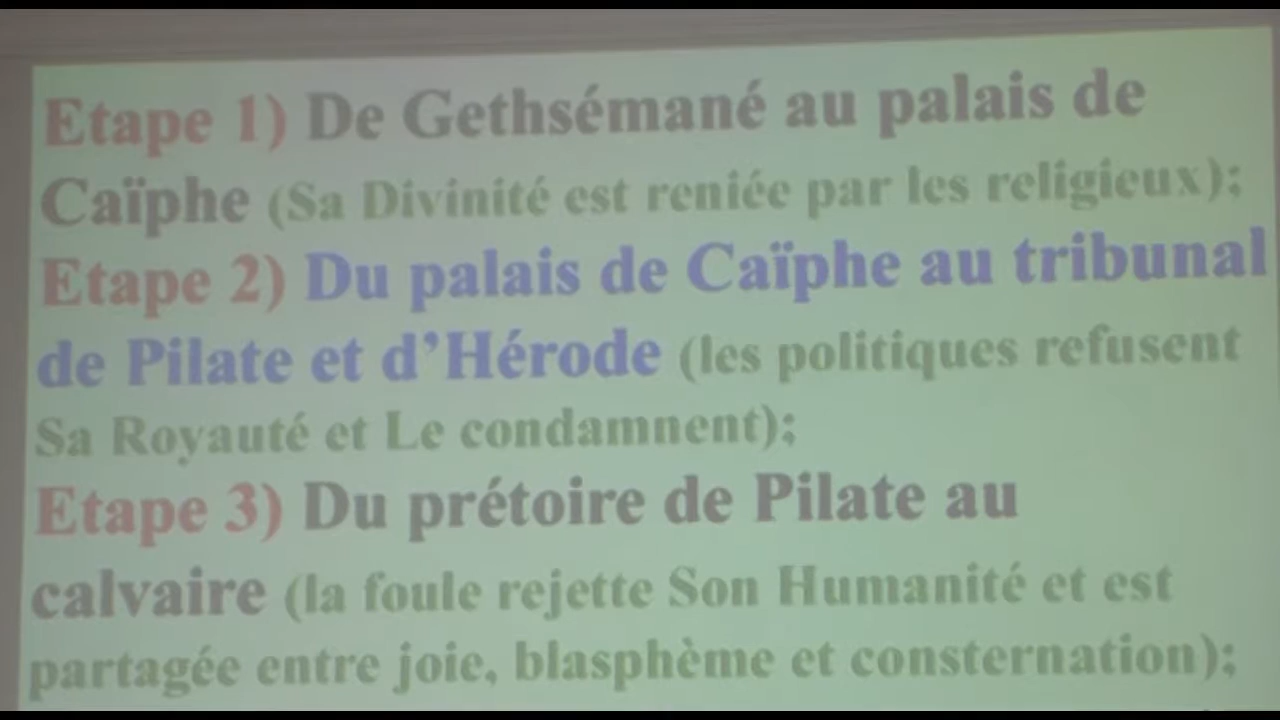 Etape 1) De Gethsémané au palais de
Caïphe (Sa Divinité est reniée par les religieux);
Etape 2) Du palais de Caïphe au tribunal
de Pilate et d'Hérode (les politiques refusent
Sa Royauté et Le condamnent);
Etape 3) Du prétoire de Pilate au
calvaire (la foule rejette Son Humanité et est
partagée entre joie, blasphème et consternation);